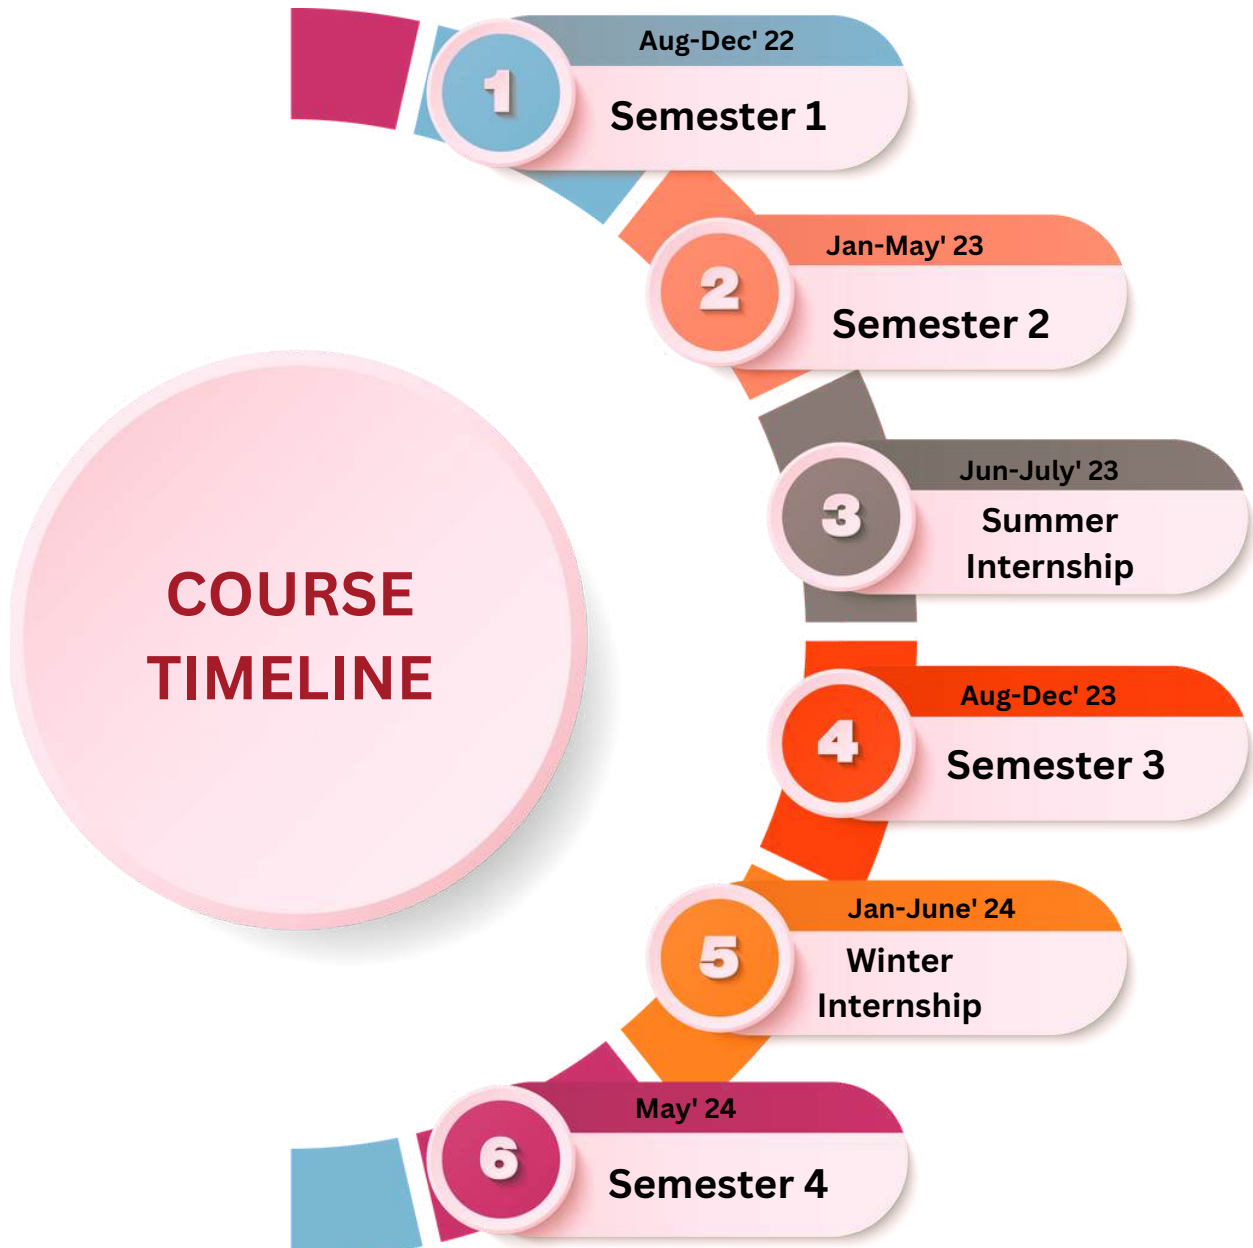 1
Aug-Dec' 22
Semester 1
2
Jan-May' 23
Semester 2
3
Jun-July' 23
Summer
Internship
COURSE
TIMELINE
4
Aug-Dec' 23
Semester 3
5
Jan-June' 24
Winter
Internship
6
May' 24
Semester 4